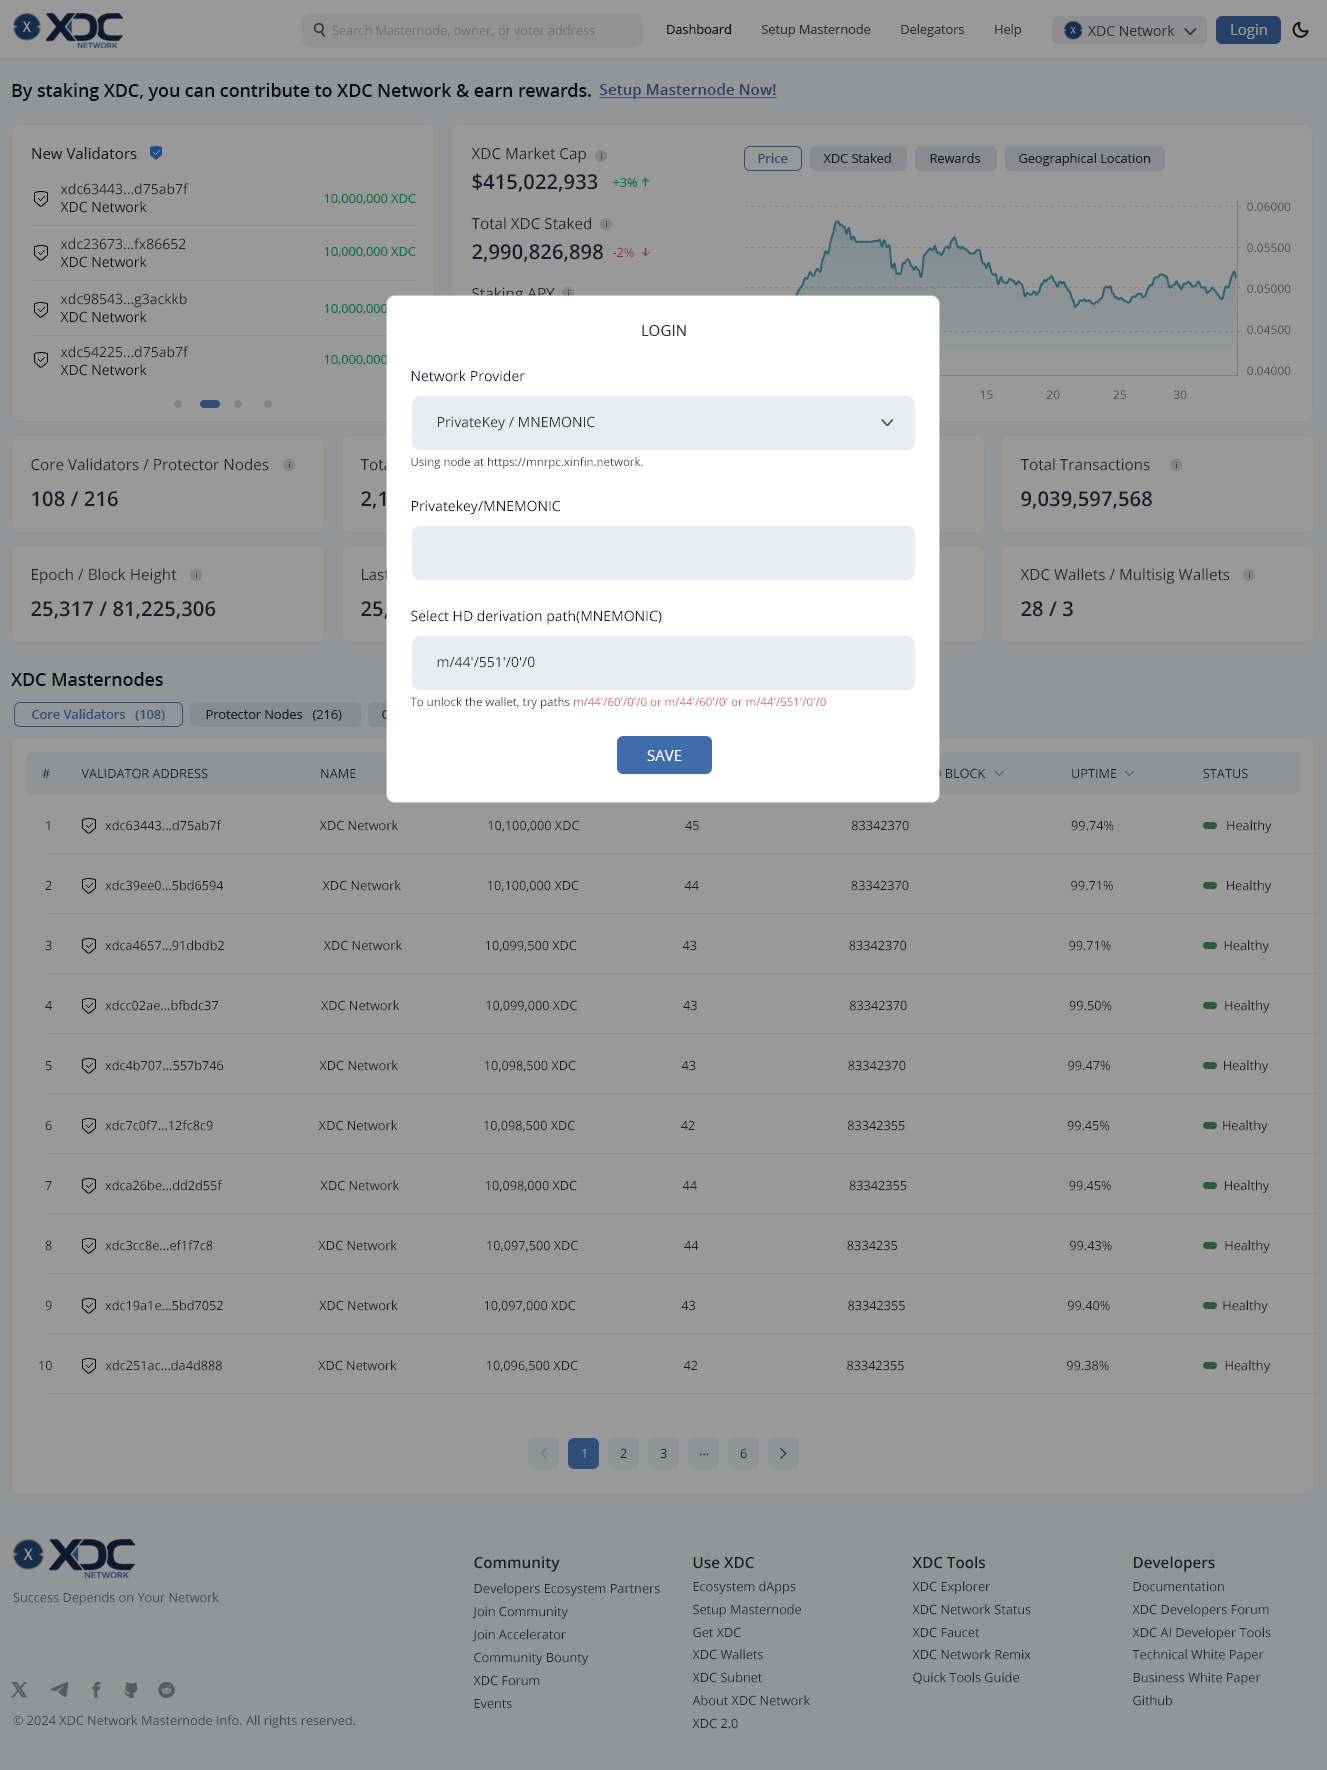 XDC
NETWORK
Search Masternode, owner, or voter address
Dashboard
Setup Masternode
Delegators
Help
XDC Network
Login
By staking XDC, you can contribute to XDC Network & earn rewards. Setup Masternode Now!
New Validators
xdc63443...d75ab7f
XDC Network
10,000,000 XDC
xdc23673...fx86652
XDC Network
10,000,000 XDC
xdc98543...g3ackkb
XDC Network
10,000,000
xdc54225...d75ab7f
XDC Network
10,000,000
XDC Market Cap
$415,022,933 +3%
Total XDC Staked
2,990,826,898 -2%
Staking APY
Price
XDC Staked
Rewards
Geographical Location
0.06000
0.05500
0.05000
0.04500
0.04000
15 20 25 30
LOGIN
Network Provider
PrivateKey / MNEMONIC
Using node at https://mnrpc.xinfin.network.
Privatekey/MNEMONIC
Select HD derivation path(MNEMONIC)
m/44'/551'/0'/0
To unlock the wallet, try paths m/44'/60'/0'/0 or m/44'/60'/0' or m/44'/551'/0'/0
SAVE
Core Validators / Protector Nodes
108 / 216
Total Transactions
9,039,597,568
Epoch / Block Height
25,317 / 81,225,306
Last
25,
XDC Wallets / Multisig Wallets
28 / 3
XDC Masternodes
Core Validators (108)
Protector Nodes (216)
# VALIDATOR ADDRESS NAME BLOCK UPTIME STATUS
1 xdc63443...d75ab7f XDC Network 10,100,000 XDC 45 83342370 99.74% Healthy
2 xdc39ee0...5bd6594 XDC Network 10,100,000 XDC 44 83342370 99.71% Healthy
3 xdca4657...91dbdb2 XDC Network 10,099,500 XDC 43 83342370 99.71% Healthy
4 xdcc02ae...bfbdc37 XDC Network 10,099,000 XDC 43 83342370 99.50% Healthy
5 xdc4b707...557b746 XDC Network 10,098,500 XDC 43 83342370 99.47% Healthy
6 xdc7c0f7...12fc8c9 XDC Network 10,098,500 XDC 42 83342355 99.45% Healthy
7 xdca26be...dd2d55f XDC Network 10,098,000 XDC 44 83342355 99.45% Healthy
8 xdc3cc8e...ef1f7c8 XDC Network 10,097,500 XDC 44 8334235 99.43% Healthy
9 xdc19a1e...5bd7052 XDC Network 10,097,000 XDC 43 83342355 99.40% Healthy
10 xdc251ac...da4d888 XDC Network 10,096,500 XDC 42 83342355 99.38% Healthy
1 2 3 ... 6
XDC
NETWORK
Success Depends on Your Network
© 2024 XDC Network Masternode Info. All rights reserved.
Community
Developers Ecosystem Partners
Join Community
Join Accelerator
Community Bounty
XDC Forum
Events
Use XDC
Ecosystem dApps
Setup Masternode
Get XDC
XDC Wallets
XDC Subnet
About XDC Network
XDC 2.0
XDC Tools
XDC Explorer
XDC Network Status
XDC Faucet
XDC Network Remix
Quick Tools Guide
Developers
Documentation
XDC Developers Forum
XDC AI Developer Tools
Technical White Paper
Business White Paper
Github